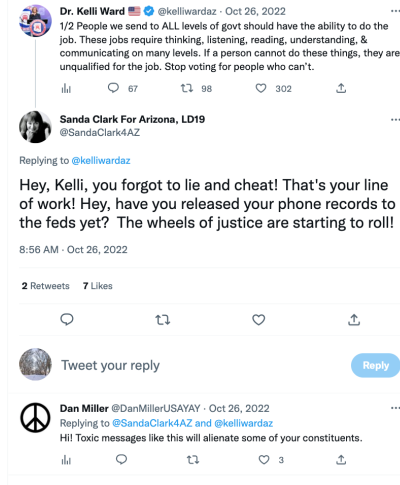 Dr. Kelli Ward 🇺🇸 @kelliwardaz · Oct 26, 2022
1/2 People we send to ALL levels of govt should have the ability to do the
job. These jobs require thinking, listening, reading, understanding, &
communicating on many levels. If a person cannot do these things, they are
unqualified for the job. Stop voting for people who can't.
67 98 302
Sanda Clark For Arizona, LD19
@SandaClark4AZ
Replying to @kelliwardaz
Hey, Kelli, you forgot to lie and cheat! That's your line
of work! Hey, have you released your phone records to
the feds yet? The wheels of justice are starting to roll!
8:56 AM · Oct 26, 2022
2 Retweets 7 Likes
Tweet your reply
Reply
Dan Miller @DanMillerUSAYAY · Oct 26, 2022
Replying to @SandaClark4AZ and @kelliwardaz
Hi! Toxic messages like this will alienate some of your constituents.
3